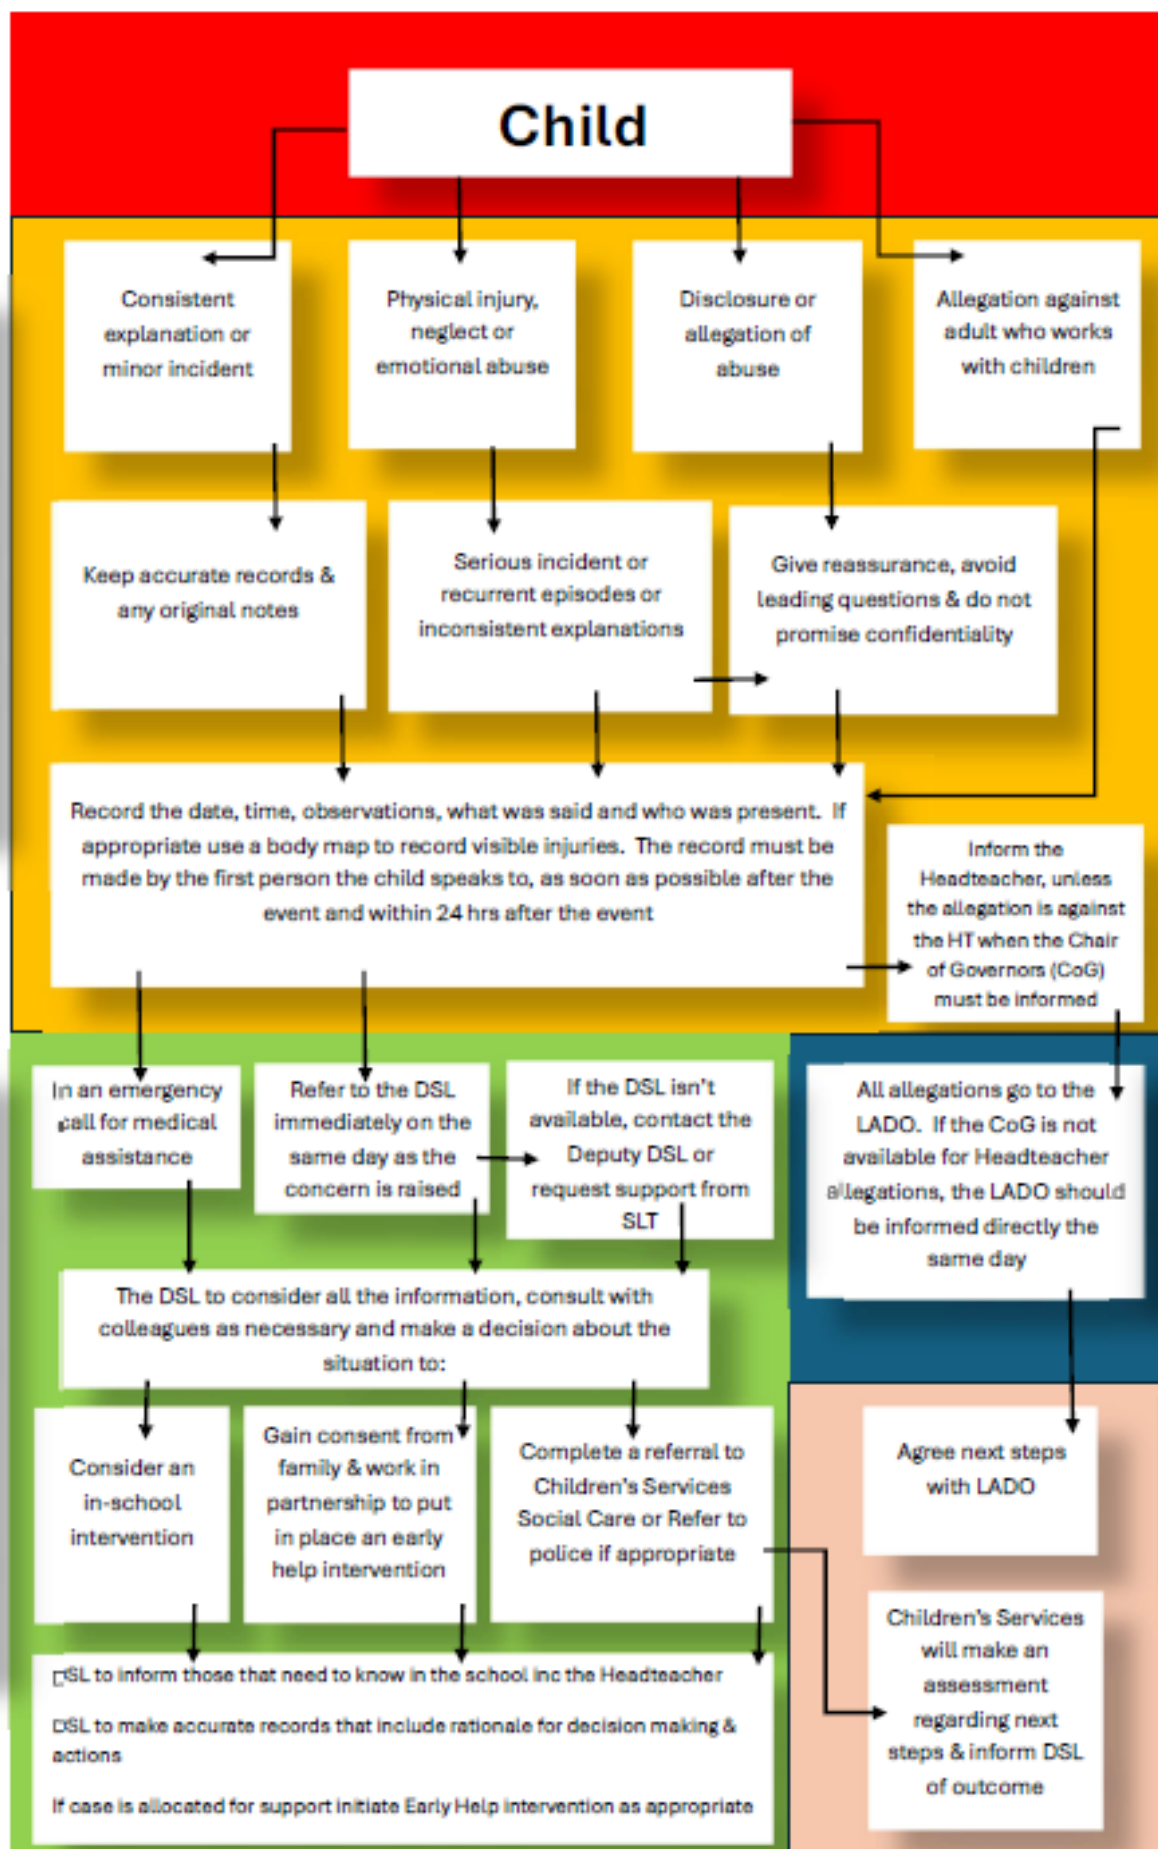 Child
Consistent
explanation or
minor incident
Physical injury,
neglect or
emotional abuse
Disclosure or
allegation of
abuse
Allegation against
adult who works
with children
Keep accurate records &
any original notes
Serious incident or
recurrent episodes or
inconsistent explanations
Give reassurance, avoid
leading questions & do not
promise confidentiality
Record the date, time, observations, what was said and who was present. If
appropriate use a body map to record visible injuries. The record must be
made by the first person the child speaks to, as soon as possible after the
event and within 24 hrs after the event
Inform the
Headteacher, unless
the allegation is against
the HT when the Chair
of Governors (CoG)
must be informed
In an emergency
call for medical
assistance
Refer to the DSL
immediately on the
same day as the
concern is raised
If the DSL isn't
available, contact the
Deputy DSL or
request support from
SLT
All allegations go to the
LADO. If the CoG is not
available for Headteacher
allegations, the LADO should
be informed directly the
same day
The DSL to consider all the information, consult with
colleagues as necessary and make a decision about the
situation to:
Consider an
in-school
intervention
Gain consent from
family & work in
partnership to put
in place an early
help intervention
Complete a referral to
Children's Services
Social Care or Refer to
police if appropriate
Agree next steps
with LADO
Children's Services
will make an
assessment
regarding next
steps & inform DSL
of outcome
DSL to inform those that need to know in the school inc the Headteacher
DSL to make accurate records that include rationale for decision making &
actions
If case is allocated for support initiate Early Help intervention as appropriate